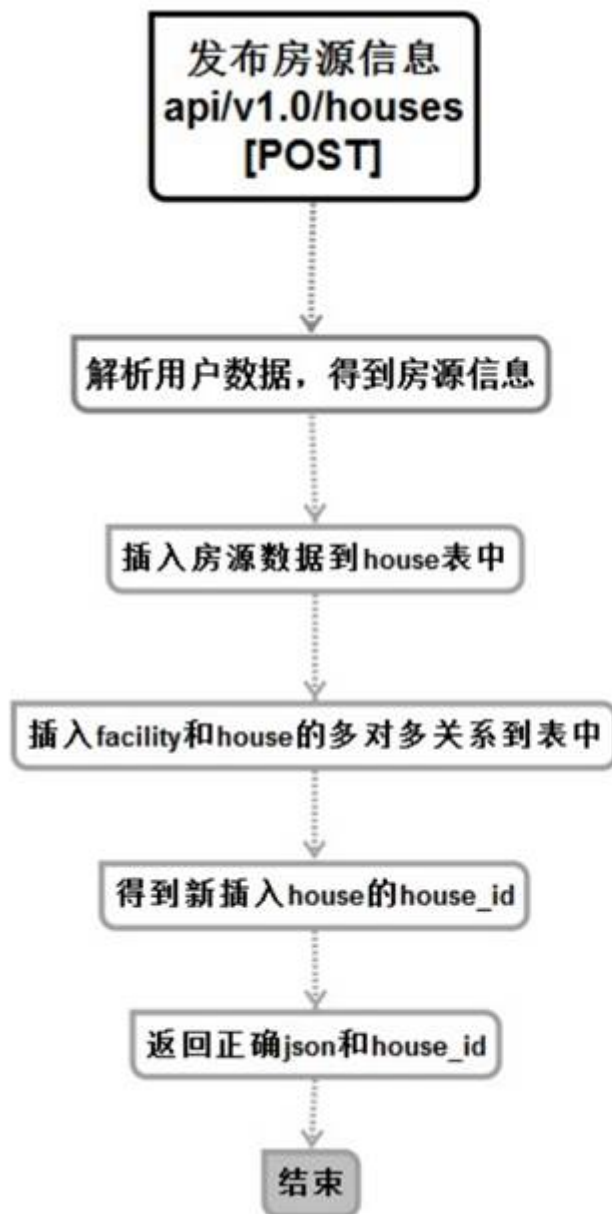 发布房源信息
api/v1.0/houses
[POST]
解析用户数据，得到房源信息
插入房源数据到house表中
插入facility和house的多对多关系到表中
得到新插入house的house_id
返回正确json和house_id
结束